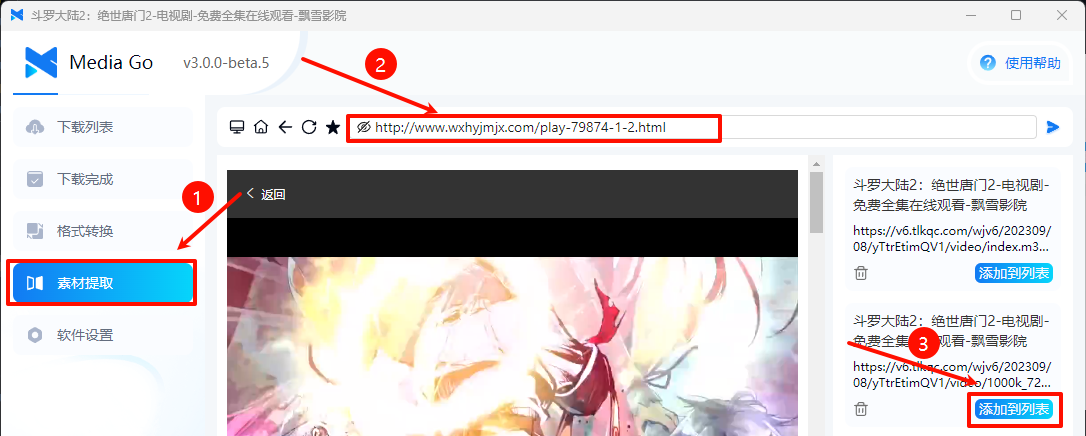 斗罗大陆2：绝世唐门2-电视剧-免费全集在线观看-飘雪影院
Media Go
v3.0.0-beta.5
2
使用帮助
下载列表
下载完成
1
格式转换
素材提取
软件设置
http://www.wxhyjmjx.com/play-79874-1-2.html
返回
斗罗大陆2：绝世唐门2-电视剧-
免费全集在线观看-飘雪影院
https://v6.tlkqc.com/wjv6/202309/
08/yTtrEtimQV1/video/index.m3...
添加到列表
斗罗大陆2：绝世唐门2-电视剧-
免费全集
3
观看-飘雪影院
https://v6.tlkqc.com/wjv6/202309/
08/yTtrEtimQV1/video/1000k_72...
添加到列表